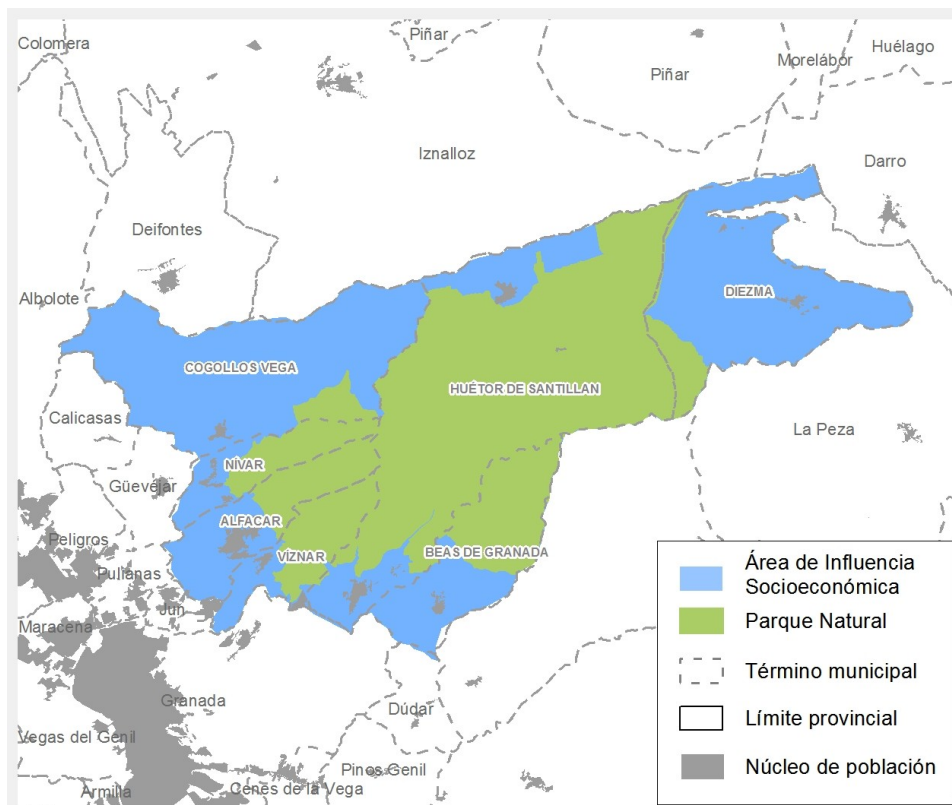 Colomera
Piñar
Huélago
Morelábor
Piñar
Iznalloz
Darro
Deifontes
Albolote
DIEZMA
COGOLLOS VEGA
HUÉTOR DE SANTILLAN
Calicasas
La Peza
NÍVAR
Güevéjar
ALFACAR
Peligros
VÍZNAR
BEAS DE GRANADA
Pulianas
Jun
Maracena
Granada
Dúdar
Vegas del Genil
Pinos Genil
Armilla
Cenes de la Vega
Área de Influencia
Socioeconómica
Parque Natural
Término municipal
Límite provincial
Núcleo de población